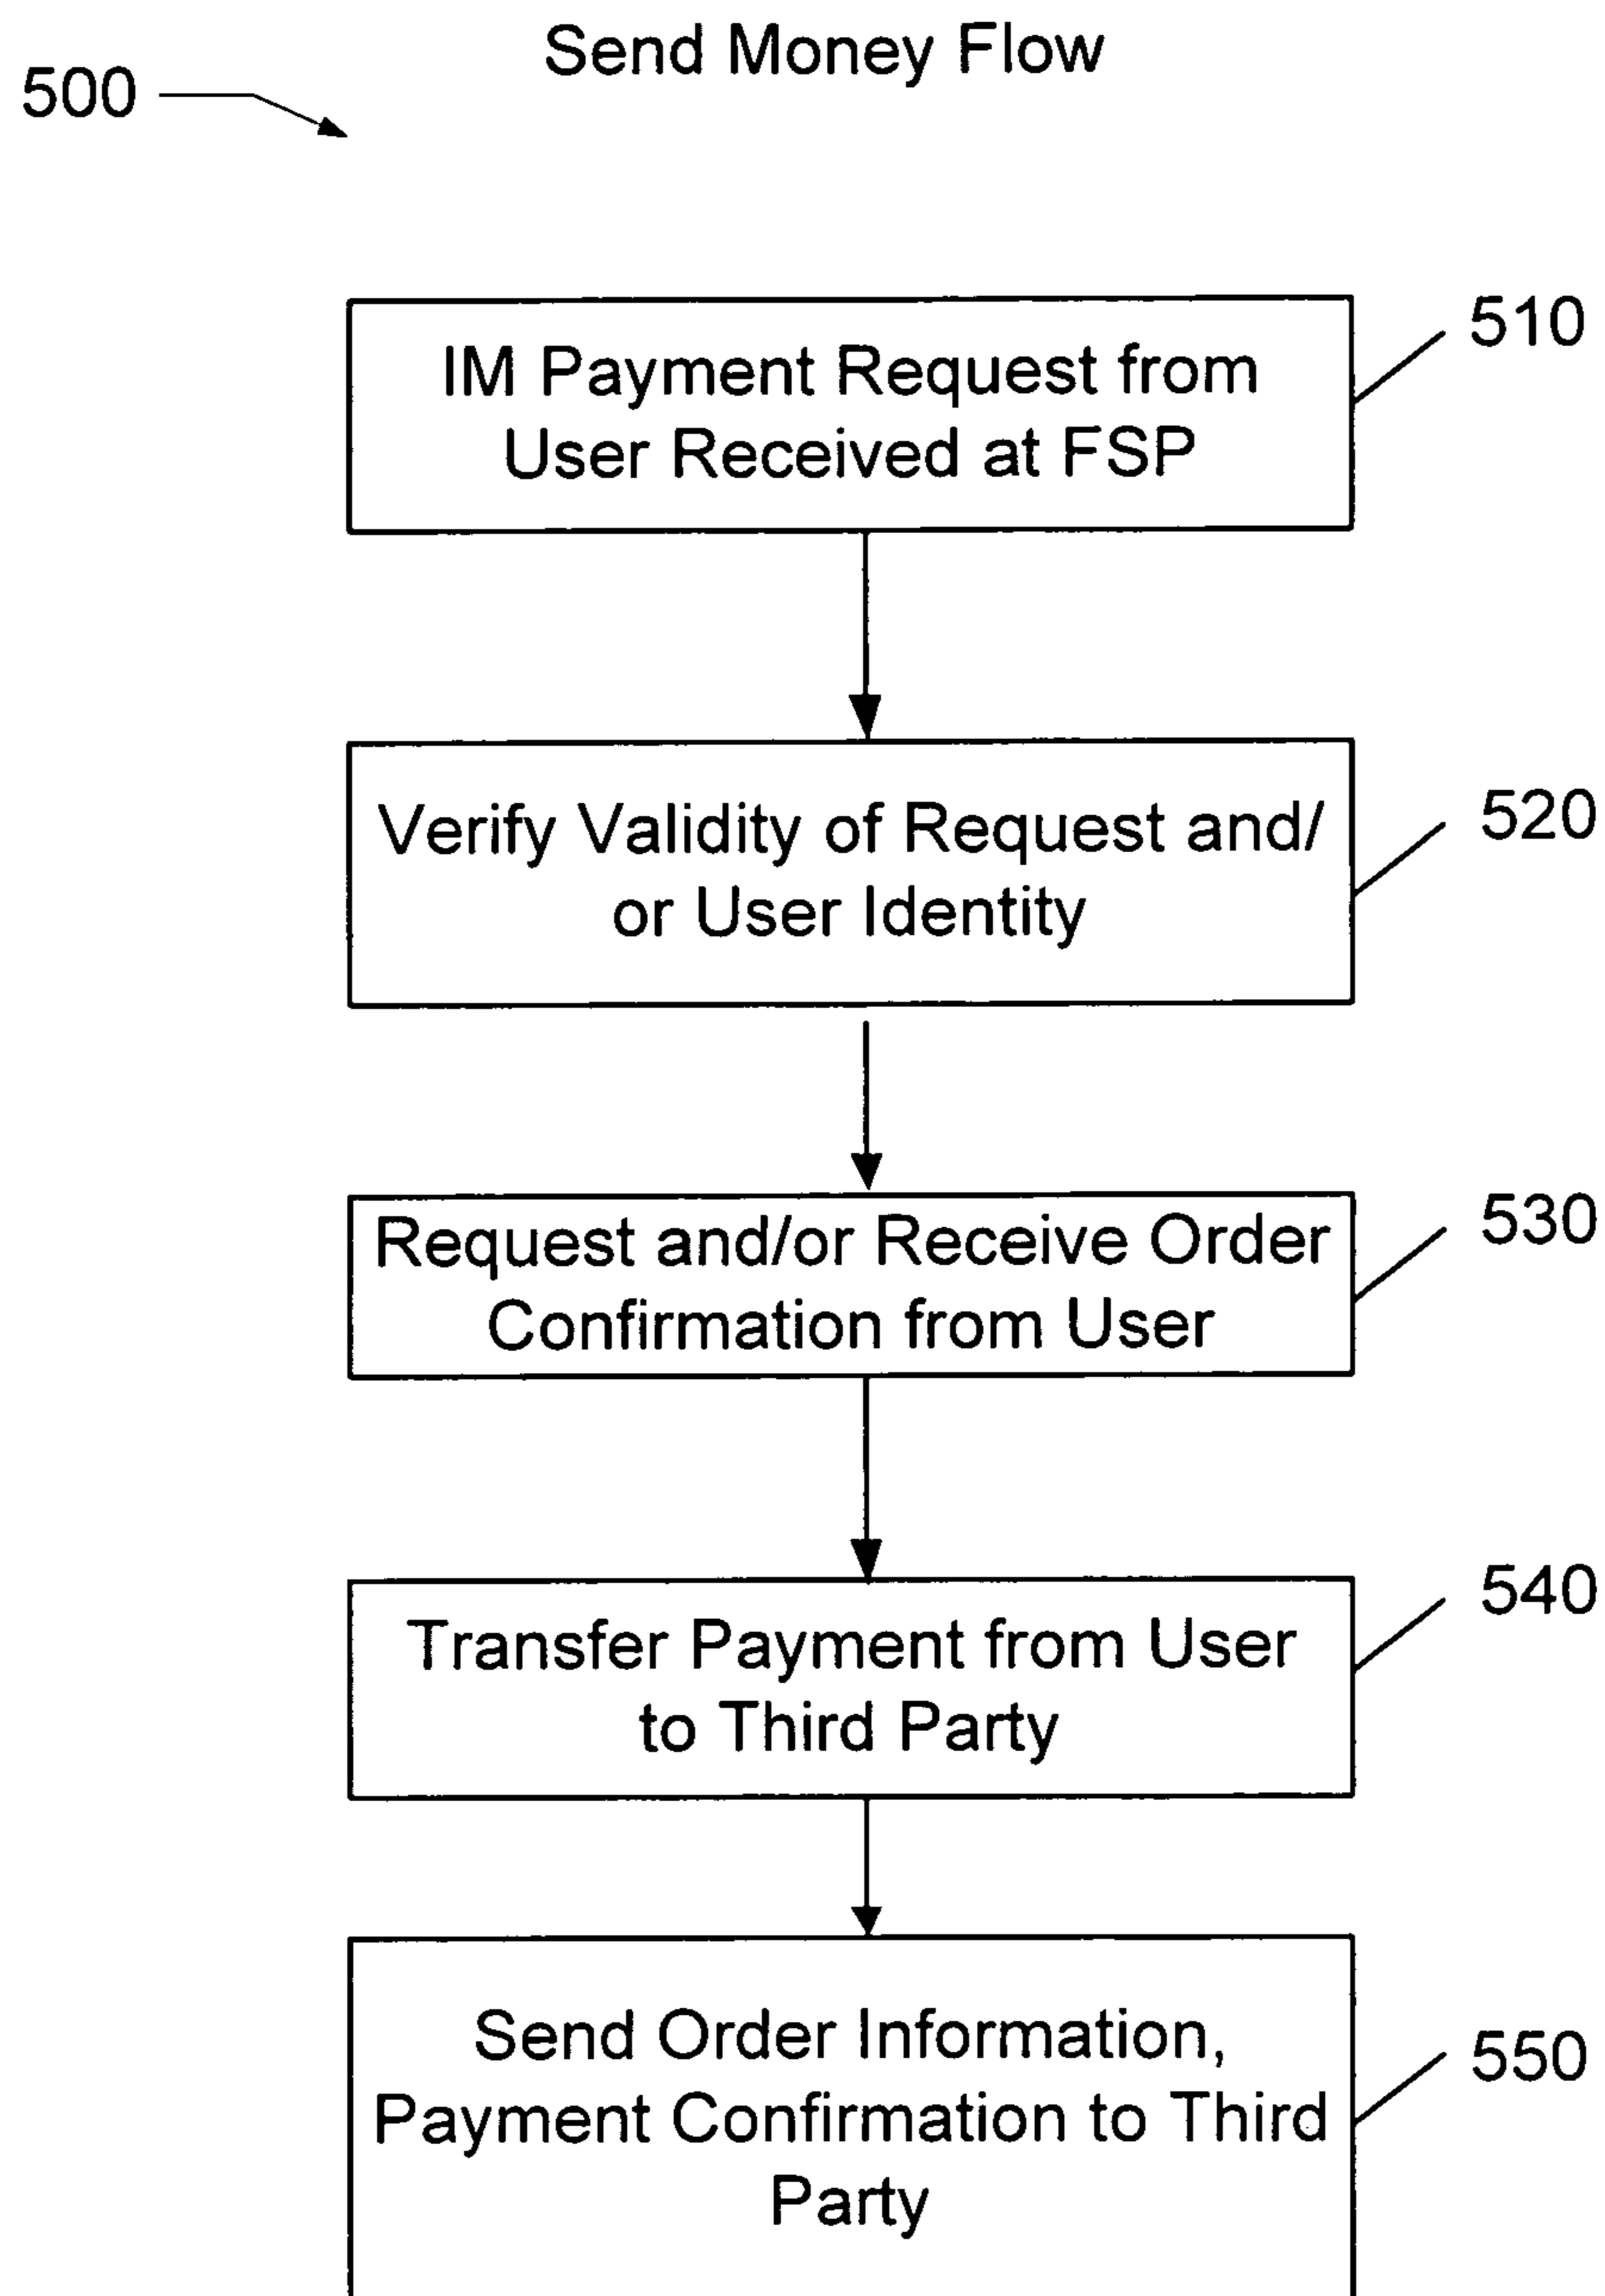 Send Money Flow
500
IM Payment Request from
User Received at FSP
510
Verify Validity of Request and/
or User Identity
520
Request and/or Receive Order
Confirmation from User
530
Transfer Payment from User
to Third Party
540
Send Order Information,
Payment Confirmation to Third
Party
550